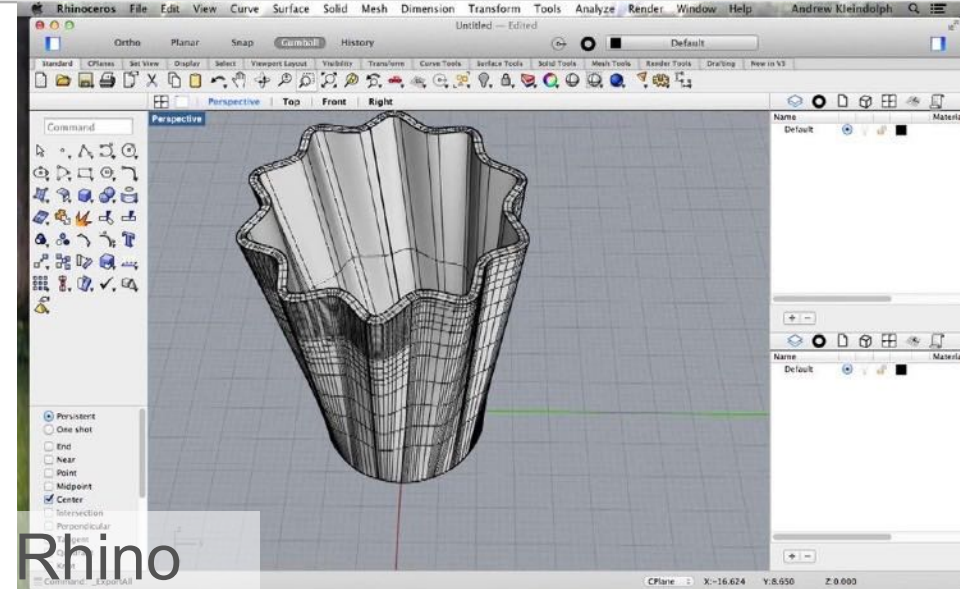 Rhinoceros File Edit View Curve Surface Solid Mesh Dimension Transform Tools Analyze Render Window Help Andrew Kleindolph
Untitled — Edited
Ortho Planar Snap Gumball History Default
Standard CPlanes Set View Display Select Viewport Layout Visibility Transform Curve Tools Surface Tools Solid Tools Mesh Tools Render Tools Drafting New in V5
Perspective Top Front Right
Perspective
Command
Name Materia
Default
Name Materia
Default
Persistent
One shot
End
Near
Point
Midpoint
Center
Intersection
Perpendicular
Rhino
Command: _ExportAll
CPlane X:-16.624 Y:8.650 Z:0.000